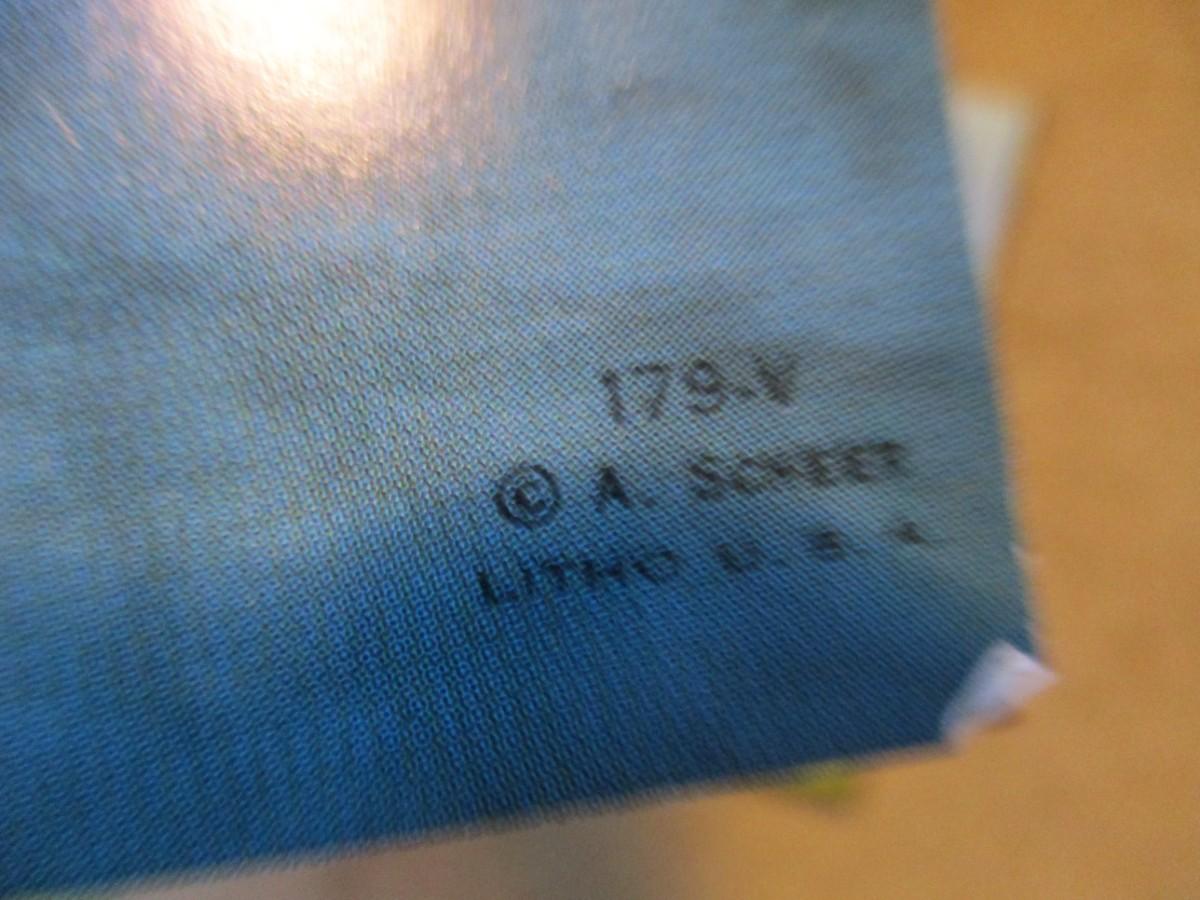 179-V
© A. SCHEER
LITHO U. S. A.